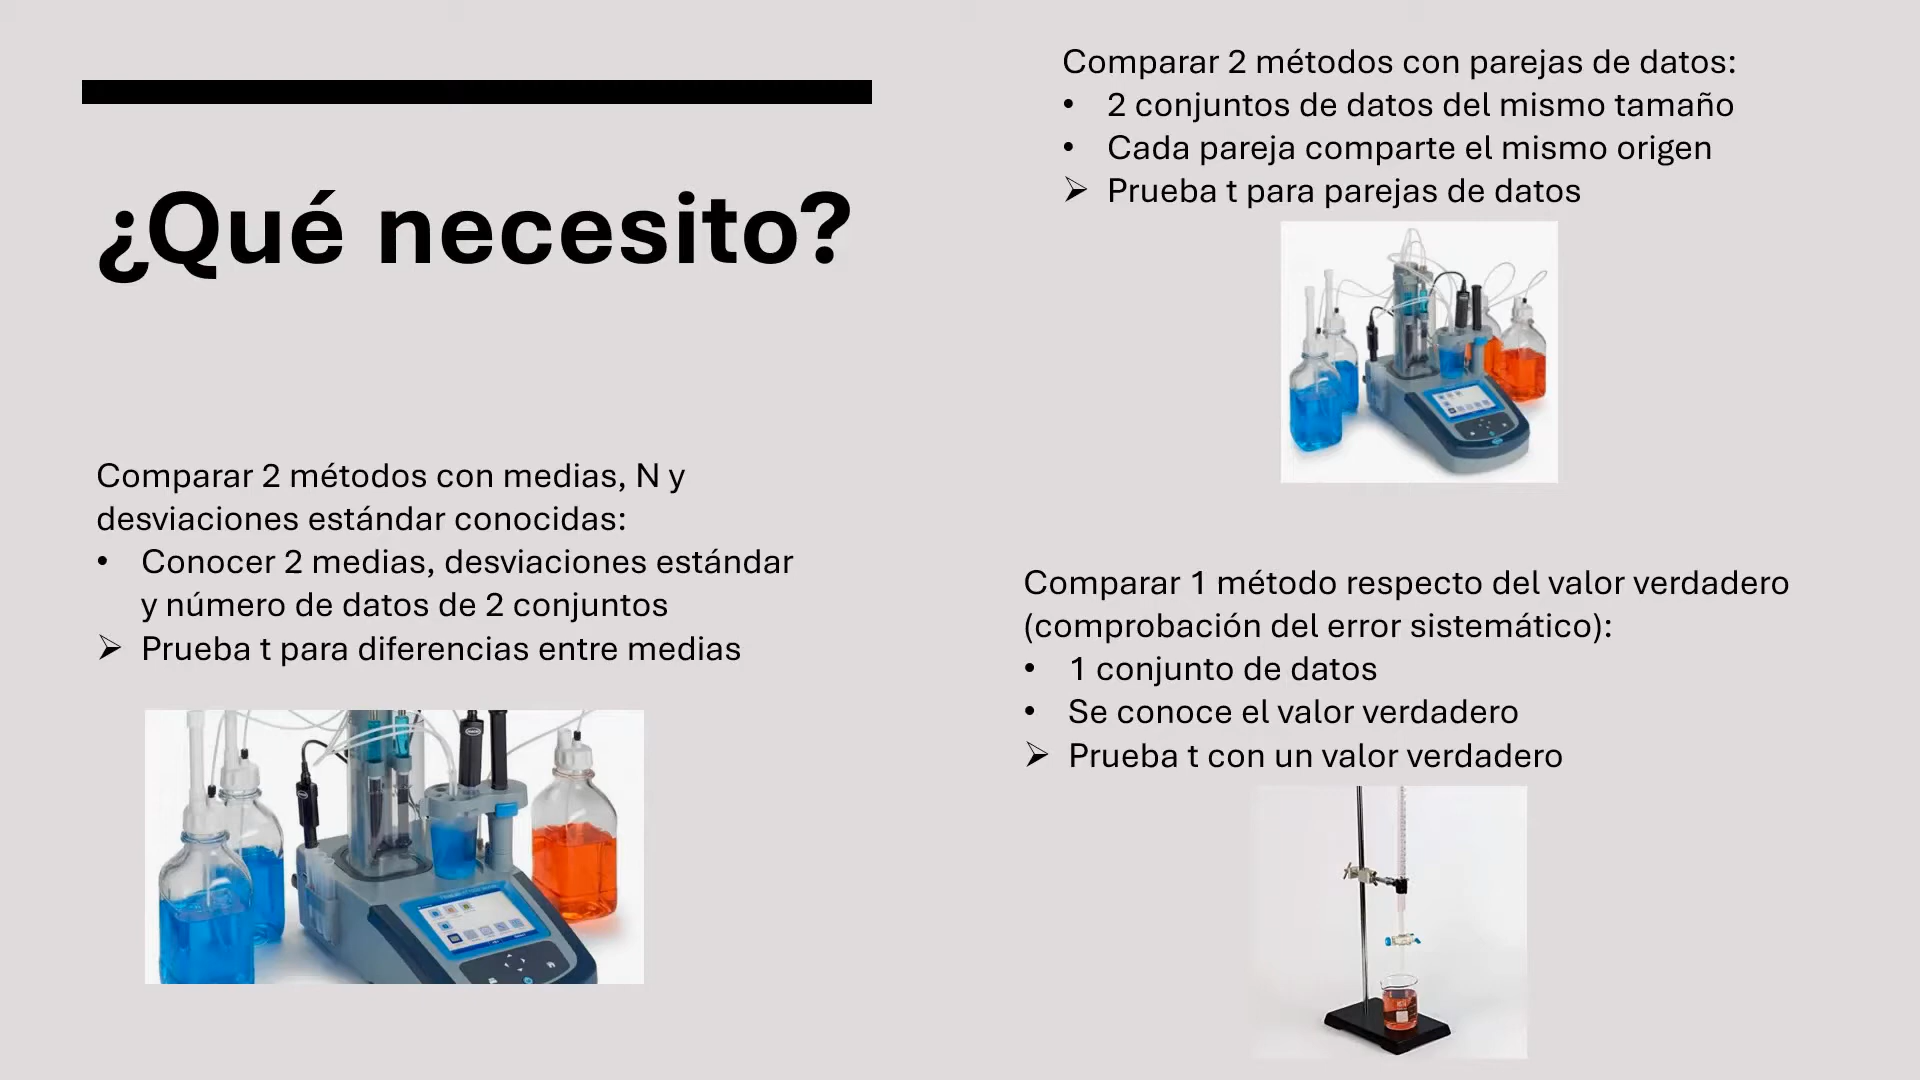 ¿Qué necesito?
Comparar 2 métodos con medias, N y
desviaciones estándar conocidas:
• Conocer 2 medias, desviaciones estándar
y número de datos de 2 conjuntos
➢ Prueba t para diferencias entre medias
Comparar 2 métodos con parejas de datos:
• 2 conjuntos de datos del mismo tamaño
• Cada pareja comparte el mismo origen
➢ Prueba t para parejas de datos
Comparar 1 método respecto del valor verdadero
(comprobación del error sistemático):
• 1 conjunto de datos
• Se conoce el valor verdadero
➢ Prueba t con un valor verdadero